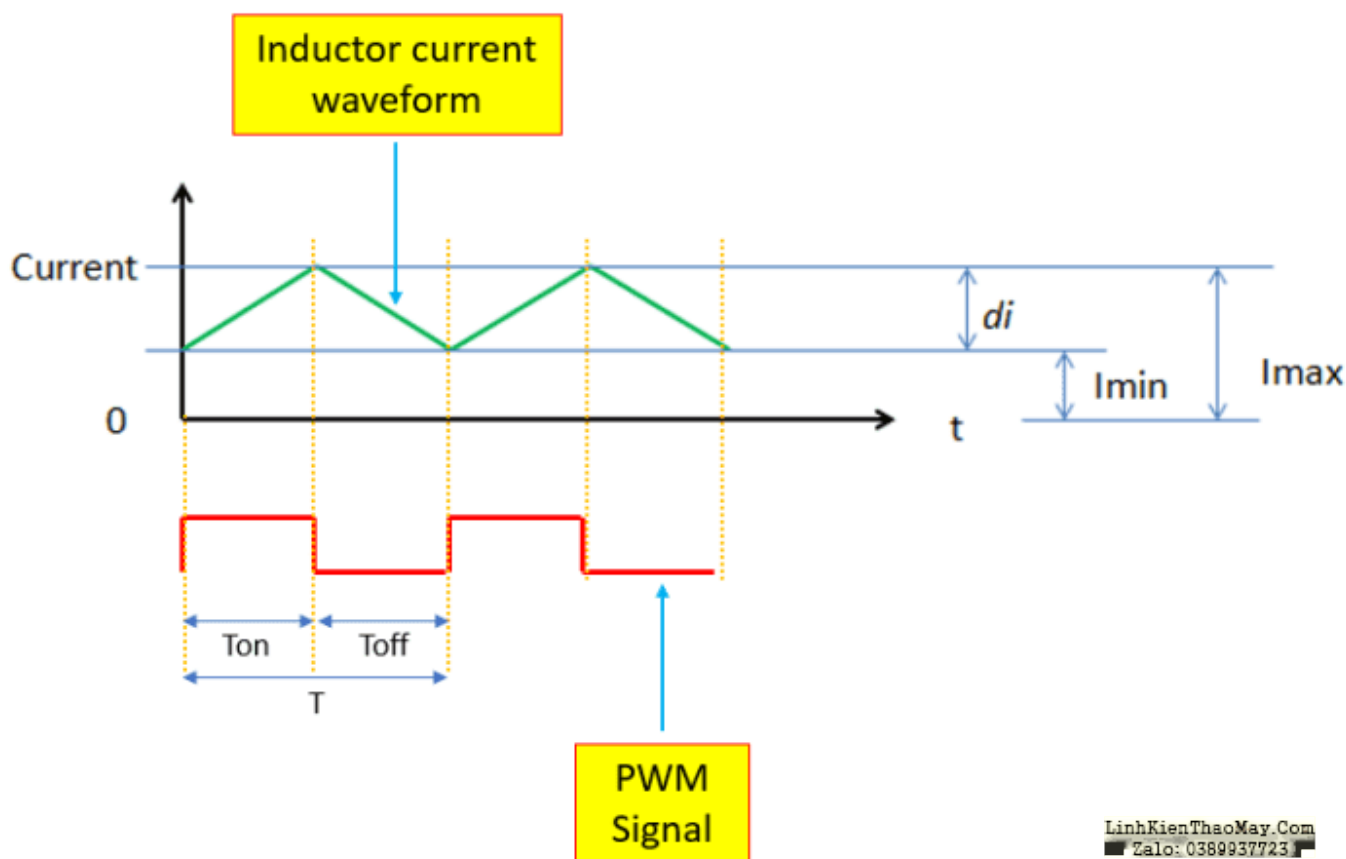 Inductor current
waveform
Current
di
Imin
Imax
0
t
Ton
Toff
T
PWM
Signal
LinhKienThaoMay.Com
Zalo: 0389937723